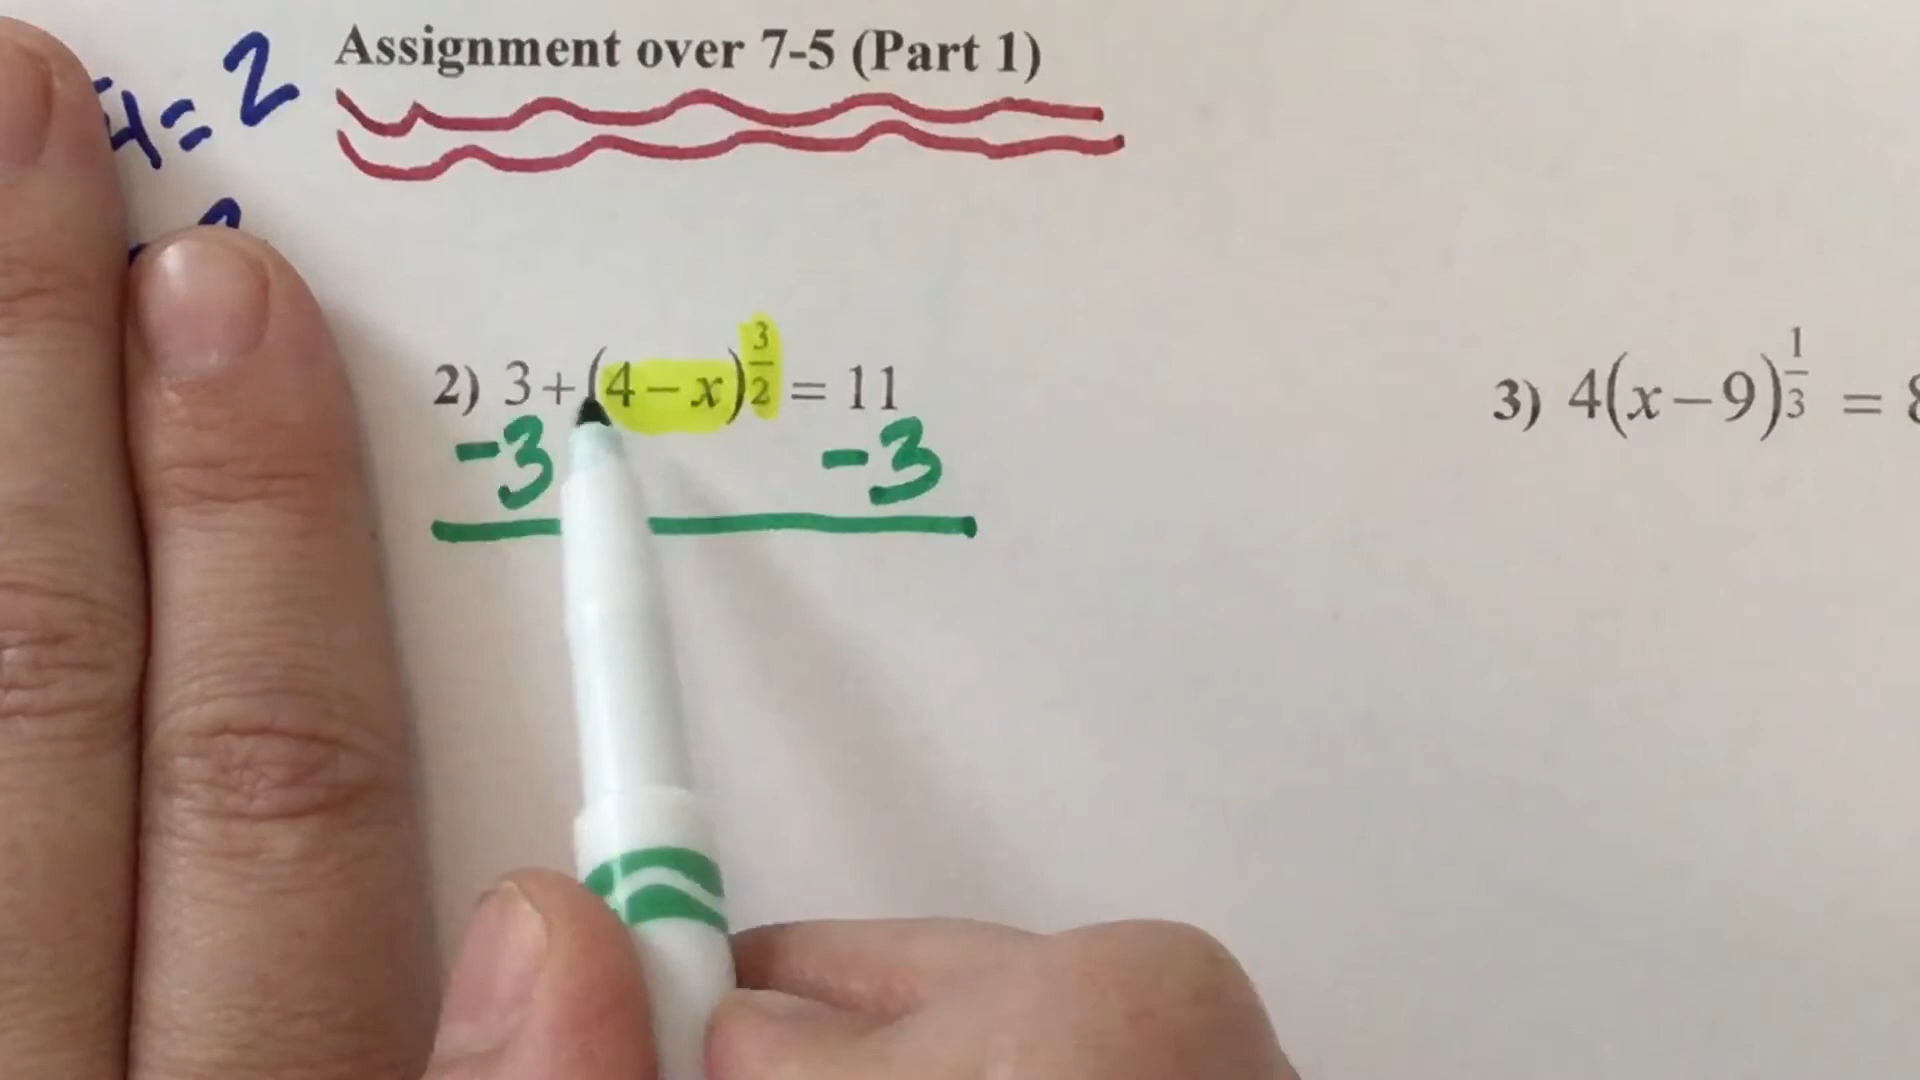 Assignment over 7-5 (Part 1)
4 = 2
2) 3 + (4 − x)^(3/2) = 11
-3 -3
3) 4(x − 9)^(1/3) =